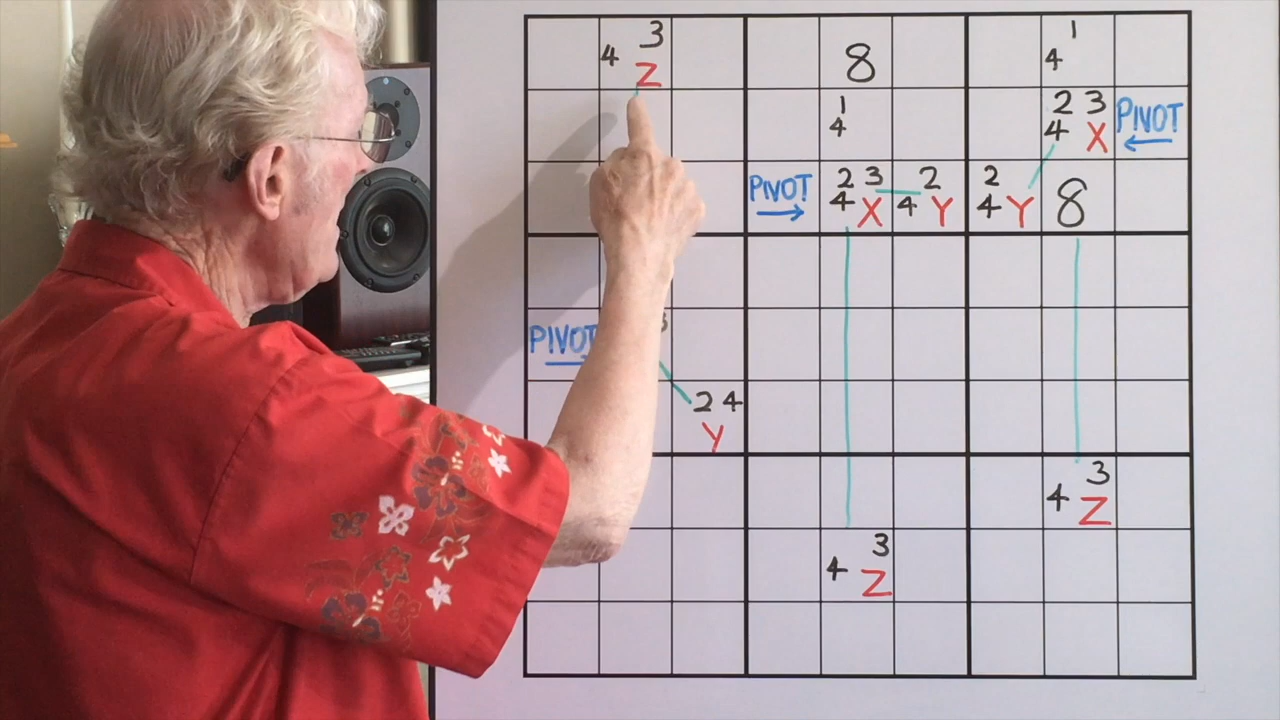 3 8 1
4 Z 4
1 2 3
4 4 X PIVOT
PIVOT 2 3 2 2
4 X 4 Y 4 Y 8
PIVOT
2 4
Y
3
4 Z
3
4 Z